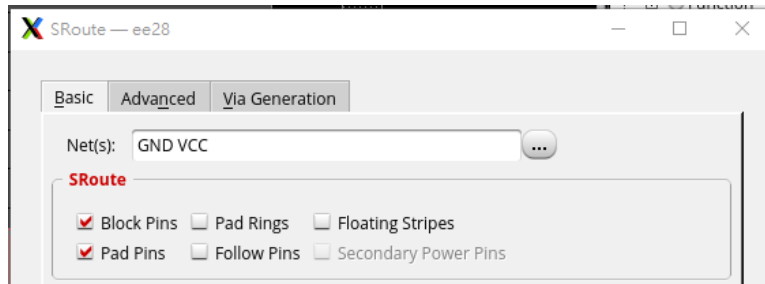 SRoute — ee28
Basic Advanced Via Generation
Net(s): GND VCC ...
SRoute
Block Pins Pad Rings Floating Stripes
Pad Pins Follow Pins Secondary Power Pins